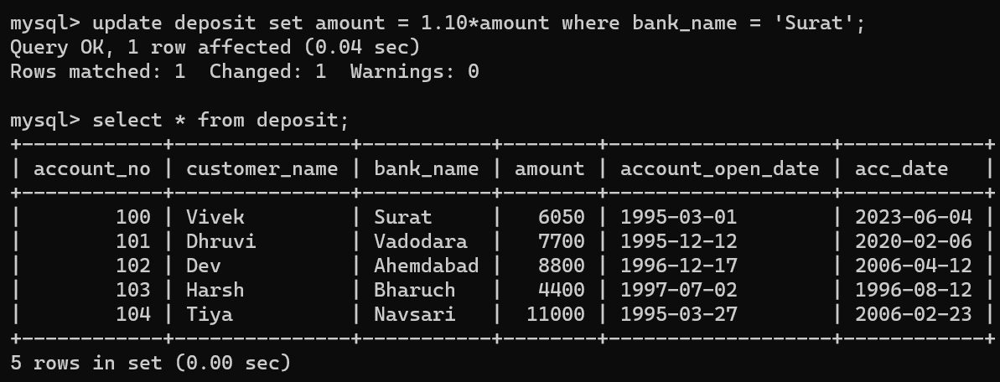 mysql> update deposit set amount = 1.10*amount where bank_name = 'Surat';
Query OK, 1 row affected (0.04 sec)
Rows matched: 1  Changed: 1  Warnings: 0

mysql> select * from deposit;
+------------+---------------+-----------+--------+-------------------+------------+
| account_no | customer_name | bank_name | amount | account_open_date | acc_date   |
+------------+---------------+-----------+--------+-------------------+------------+
|        100 | Vivek         | Surat     |   6050 | 1995-03-01        | 2023-06-04 |
|        101 | Dhruvi        | Vadodara  |   7700 | 1995-12-12        | 2020-02-06 |
|        102 | Dev           | Ahemdabad |   8800 | 1996-12-17        | 2006-04-12 |
|        103 | Harsh         | Bharuch   |   4400 | 1997-07-02        | 1996-08-12 |
|        104 | Tiya          | Navsari   |  11000 | 1995-03-27        | 2006-02-23 |
+------------+---------------+-----------+--------+-------------------+------------+
5 rows in set (0.00 sec)